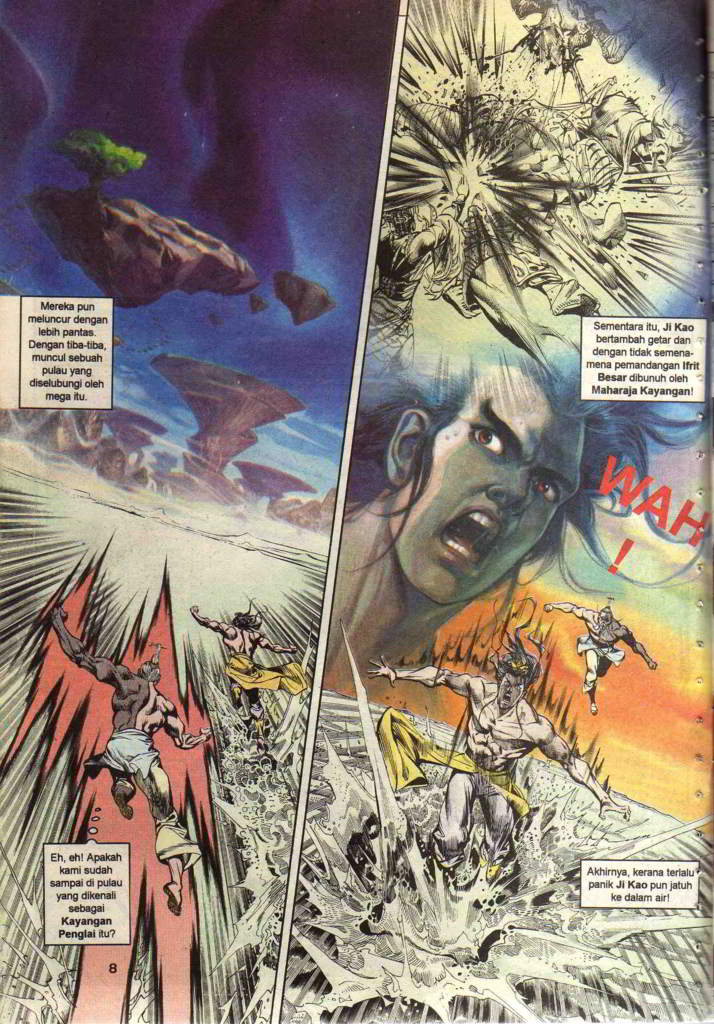 Mereka pun
meluncur dengan
lebih pantas.
Dengan tiba-tiba,
muncul sebuah
pulau yang
diselubungi oleh
mega itu.
Eh, eh! Apakah
kami sudah
sampai di pulau
yang dikenali
sebagai
Kayangan
Penglai itu?
8
Sementara itu, Ji Kao
bertambah getar dan
dengan tidak semena-
mena pemandangan Ifrit
Besar dibunuh oleh
Maharaja Kayangan!
WAH
!
Akhirnya, kerana terlalu
panik Ji Kao pun jatuh
ke dalam air!